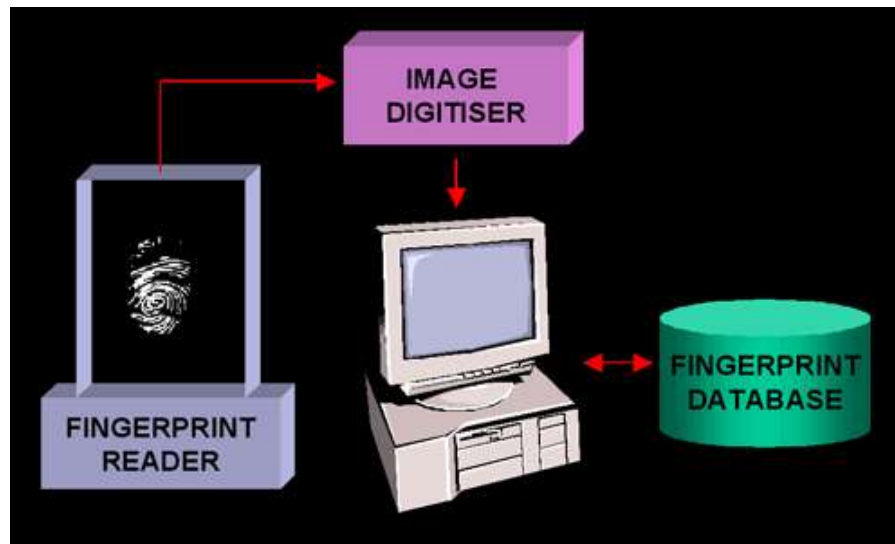 IMAGE
DIGITISER
FINGERPRINT
READER
FINGERPRINT
DATABASE